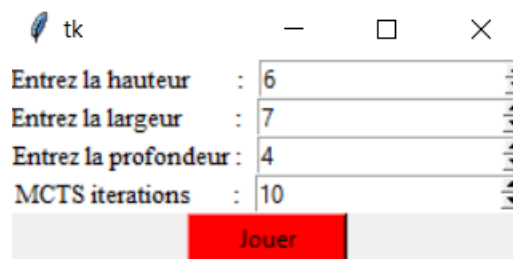 tk
Entrez la hauteur : 6
Entrez la largeur : 7
Entrez la profondeur : 4
MCTS iterations : 10
Jouer